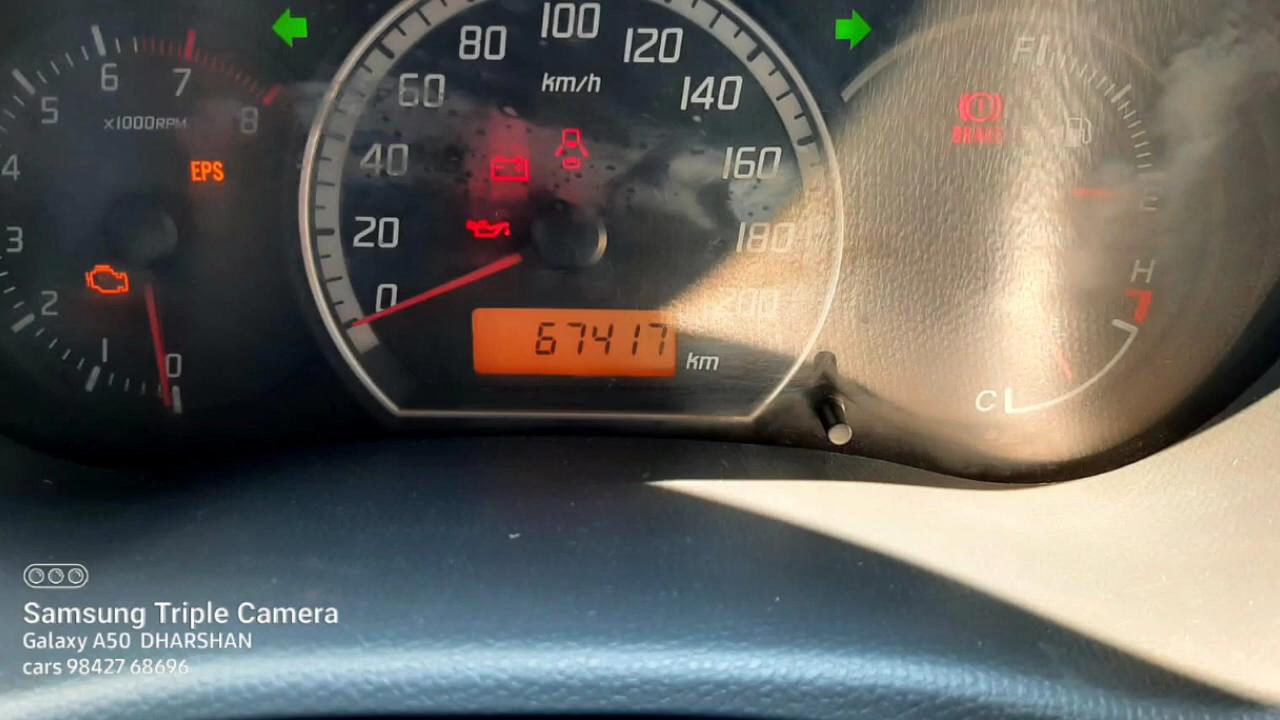 100
80
120
F
6
7
60
km/h
140
5
x1000RPM
8
BRAKE
4
EPS
40
160
E
3
20
180
H
2
0
200
1
0
67417
km
C
Samsung Triple Camera
Galaxy A50 DHARSHAN
cars 98427 68696